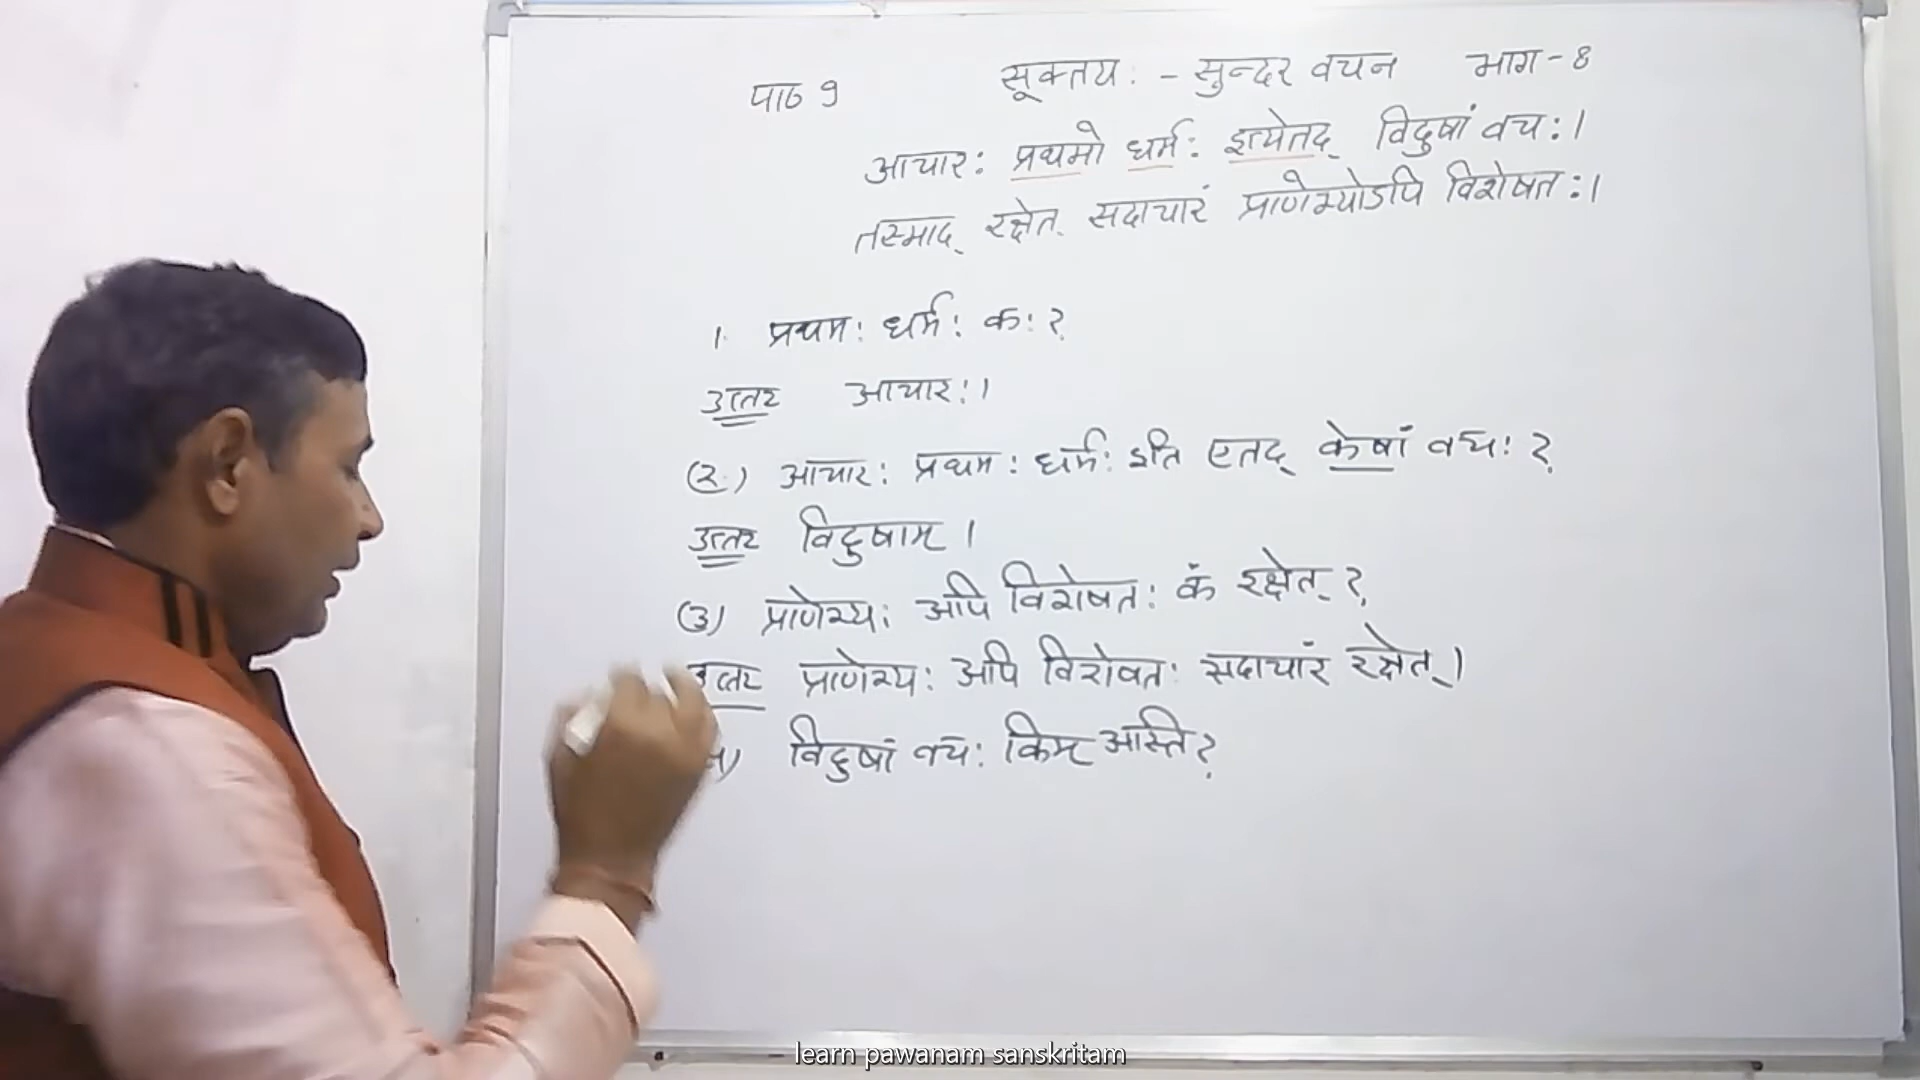 पाठ 9 सूक्तयः - सुन्दर वचन भाग - 8
आचारः प्रथमो धर्मः इत्येतद् विदुषां वचः।
तस्माद् रक्षेत् सदाचारं प्राणेभ्योऽपि विशेषतः।
1. प्रथमः धर्मः कः?
उत्तर आचारः।
(2.) आचारः प्रथमः धर्मः इति एतद् केषां वचः?
उत्तर विदुषाम् ।
(3) प्राणेभ्यः अपि विशेषतः कं रक्षेत्?
उत्तर प्राणेभ्यः अपि विशेषतः सदाचारं रक्षेत्।
विदुषां वचः किम् अस्ति?
learn pawanam sanskritam